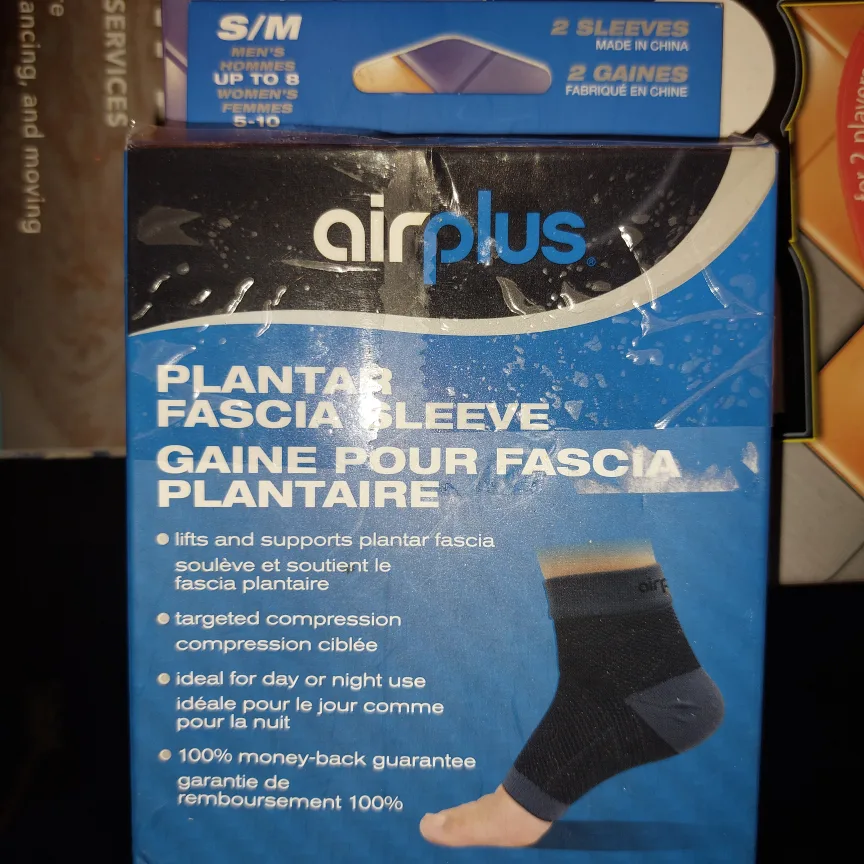 SERVICES
ancing, and moving
S/M
MEN'S
HOMMES
UP TO 8
WOMEN'S
FEMMES
5-10
2 SLEEVES
MADE IN CHINA
2 GAINES
FABRIQUÉ EN CHINE
for 2 players
airplus®
PLANTAR
FASCIA SLEEVE
GAINE POUR FASCIA
PLANTAIRE
• lifts and supports plantar fascia
soulève et soutient le
fascia plantaire
• targeted compression
compression ciblée
• ideal for day or night use
idéale pour le jour comme
pour la nuit
• 100% money-back guarantee
garantie de
remboursement 100%
airp